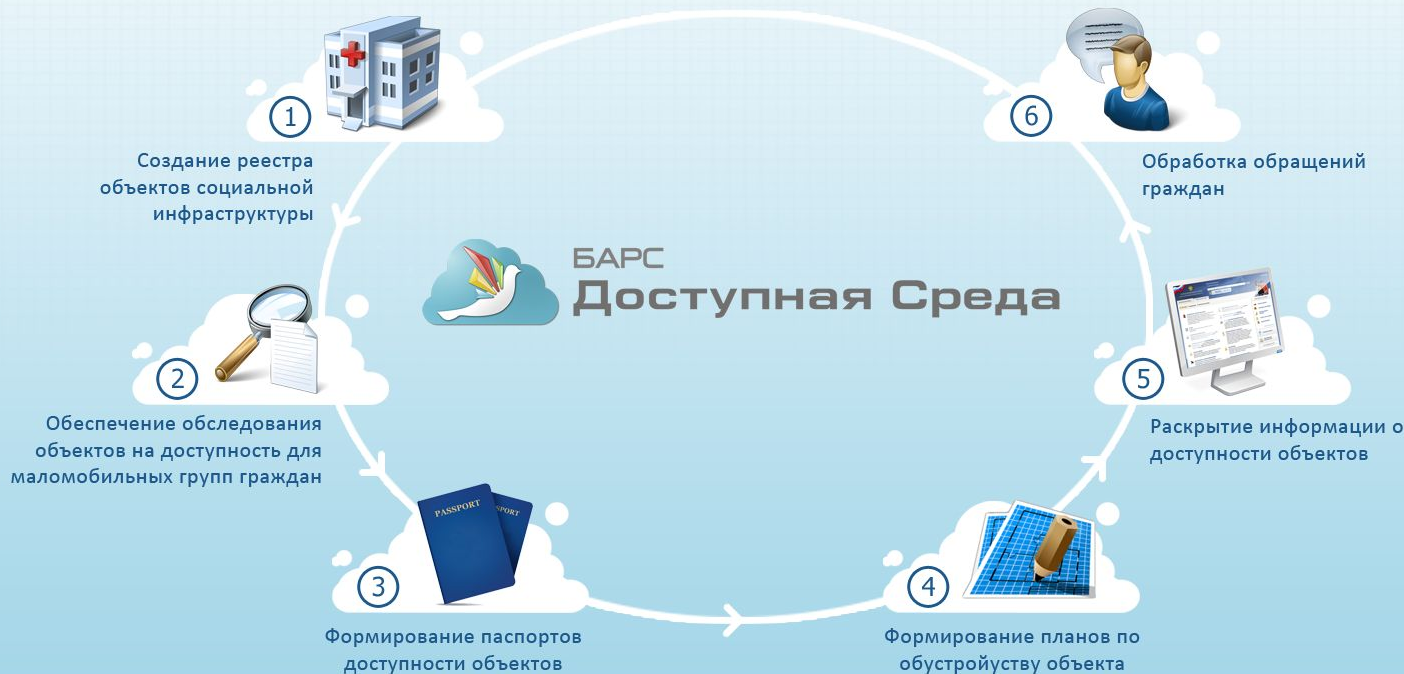 БАРС
Доступная Среда
1
Создание реестра
объектов социальной
инфраструктуры
2
Обеспечение обследования
объектов на доступность для
маломобильных групп граждан
3
PASSPORT
SPORT
Формирование паспортов
доступности объектов
4
Формирование планов по
обустройуству объекта
5
Раскрытие информации о
доступности объектов
6
Обработка обращений
граждан